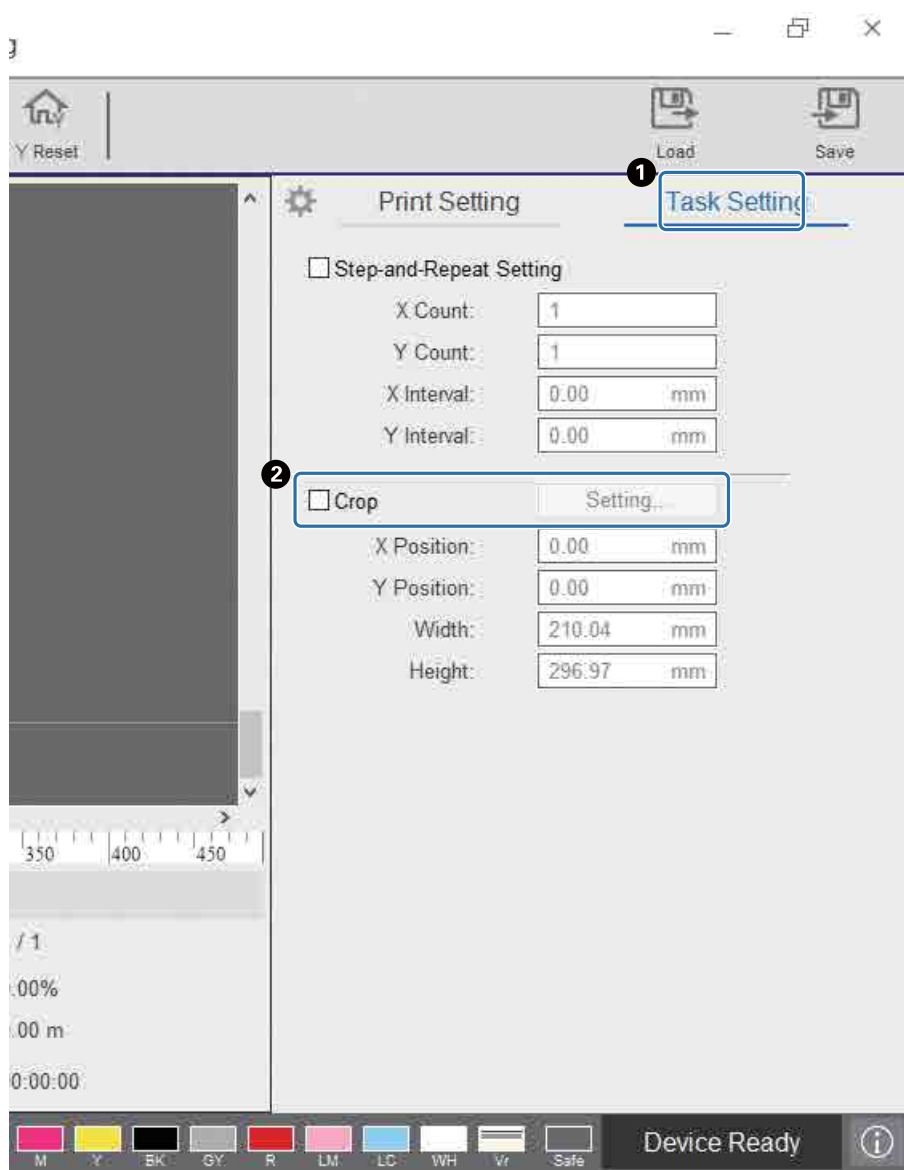 g
Y Reset
Load
Save
1
Print Setting
Task Setting
Step-and-Repeat Setting
X Count:
1
Y Count:
1
X Interval:
0.00 mm
Y Interval:
0.00 mm
2
Crop
Setting...
X Position:
0.00 mm
Y Position:
0.00 mm
Width:
210.04 mm
Height:
296.97 mm
350 400 450
/ 1
.00%
.00 m
0:00:00
M Y BK GY R LM LC WH Vr Safe
Device Ready